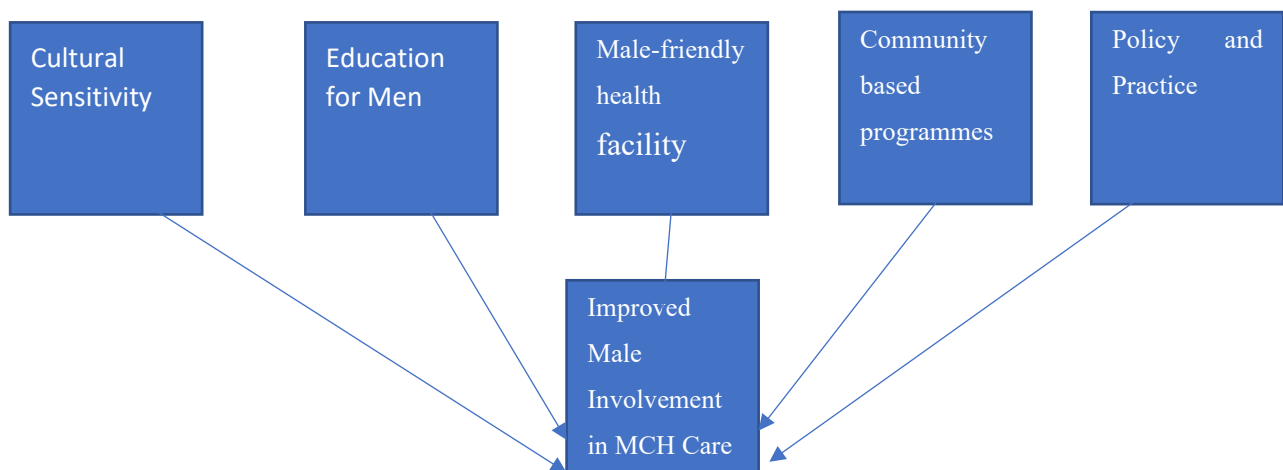 Cultural
Sensitivity
Education
for Men
Male-friendly
health
facility
Community
based
programmes
Policy and
Practice
Improved
Male
Involvement
in MCH Care